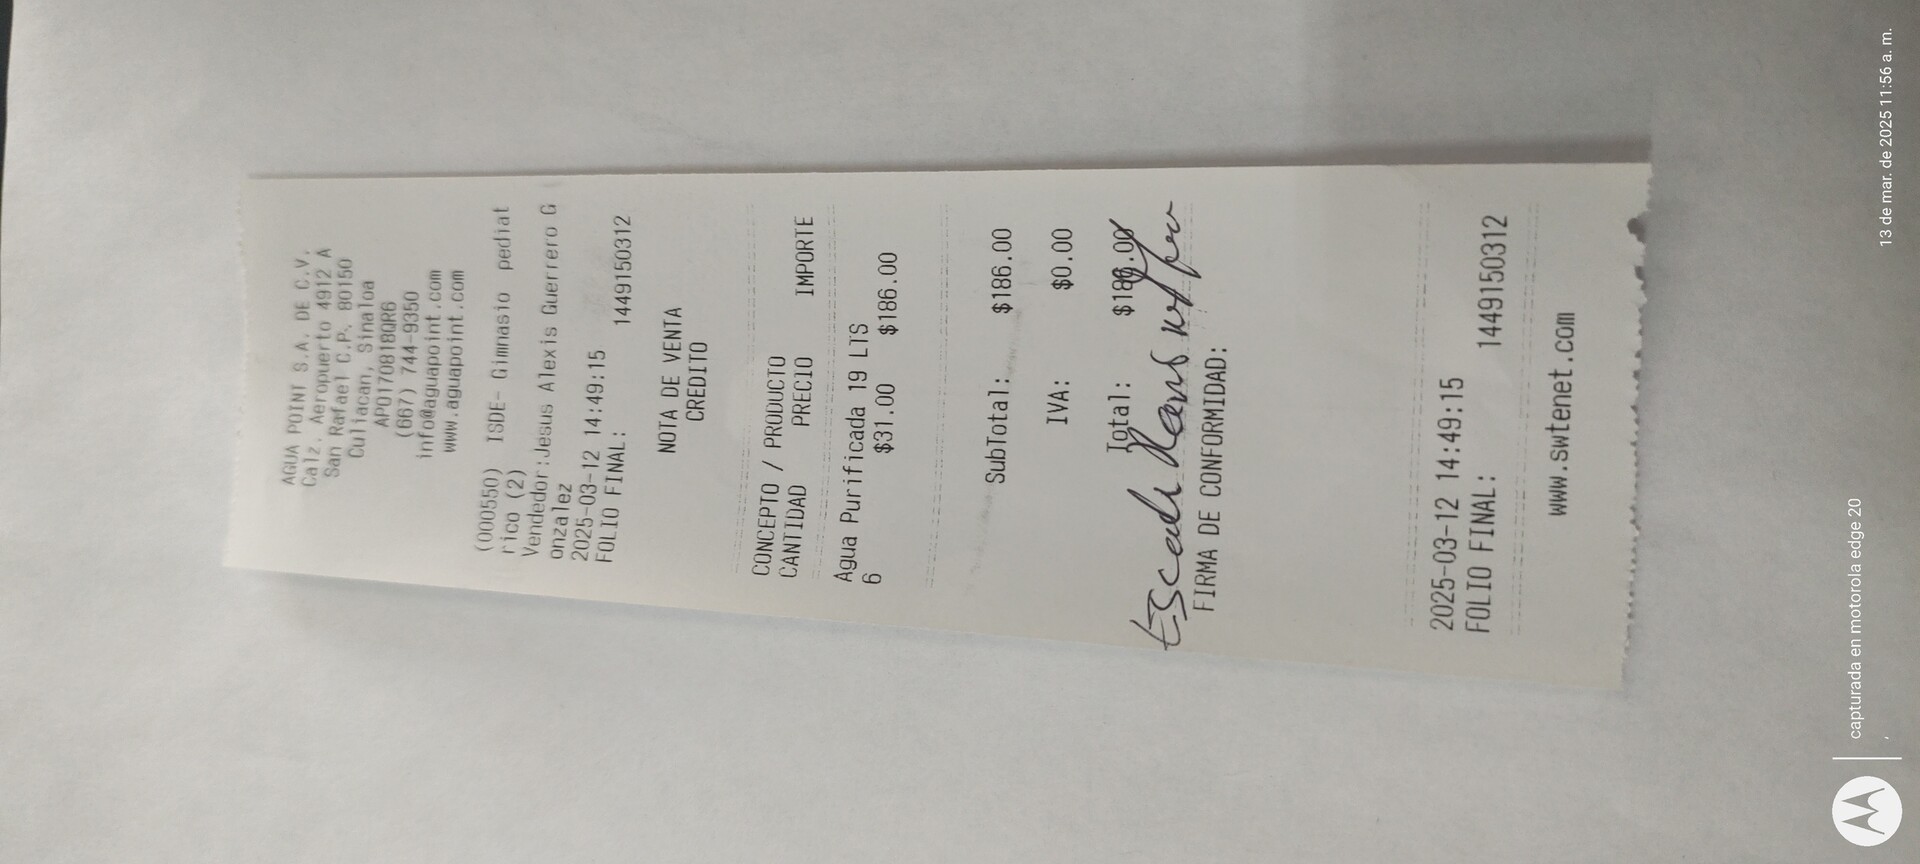 AGUA POINT S.A. DE C.V.
Calz. Aeropuerto 4912 A
San Rafael C.P. 80150
Culiacan, Sinaloa
APO170818QR6
(667) 744-9350
info@aguapoint.com
www.aguapoint.com
(000550) ISDE- Gimnasio pediat
rico (2)
Vendedor:Jesus Alexis Guerrero G
onzalez
2025-03-12 14:49:15
FOLIO FINAL: 1449150312
NOTA DE VENTA
CREDITO
CONCEPTO / PRODUCTO
CANTIDAD PRECIO IMPORTE
Agua Purificada 19 LTS
6 $31.00 $186.00
SubTotal: $186.00
IVA: $0.00
Total: $186.00
FIRMA DE CONFORMIDAD:
2025-03-12 14:49:15
FOLIO FINAL: 1449150312
www.swtenet.com
capturada en motorola edge 20
13 de mar. de 2025 11:56 a. m.